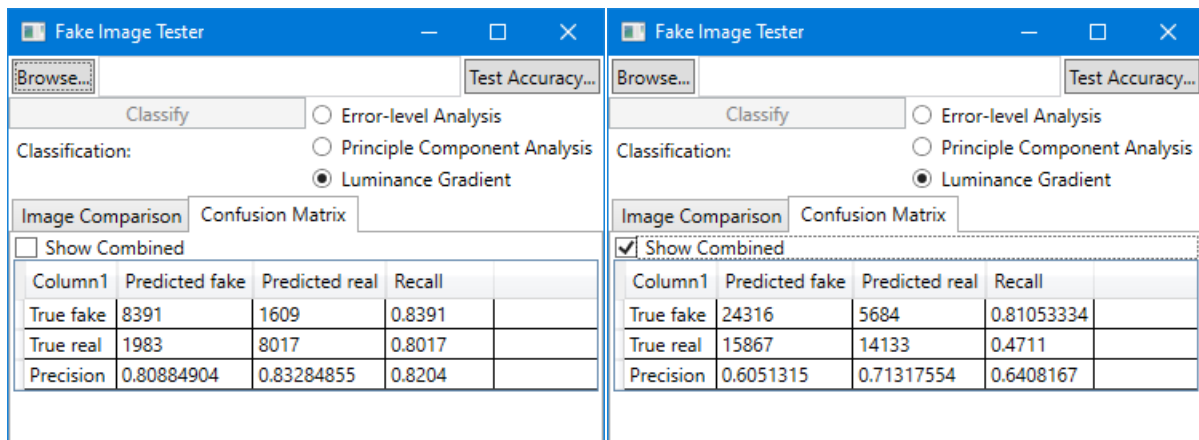 Fake Image Tester
Browse... Test Accuracy...
Classify
Error-level Analysis
Classification:
Principle Component Analysis
Luminance Gradient
Image Comparison Confusion Matrix
Show Combined
Column1 Predicted fake Predicted real Recall
True fake 8391 1609 0.8391
True real 1983 8017 0.8017
Precision 0.80884904 0.83284855 0.8204
Fake Image Tester
Browse... Test Accuracy...
Classify
Error-level Analysis
Classification:
Principle Component Analysis
Luminance Gradient
Image Comparison Confusion Matrix
Show Combined
Column1 Predicted fake Predicted real Recall
True fake 24316 5684 0.81053334
True real 15867 14133 0.4711
Precision 0.6051315 0.71317554 0.6408167